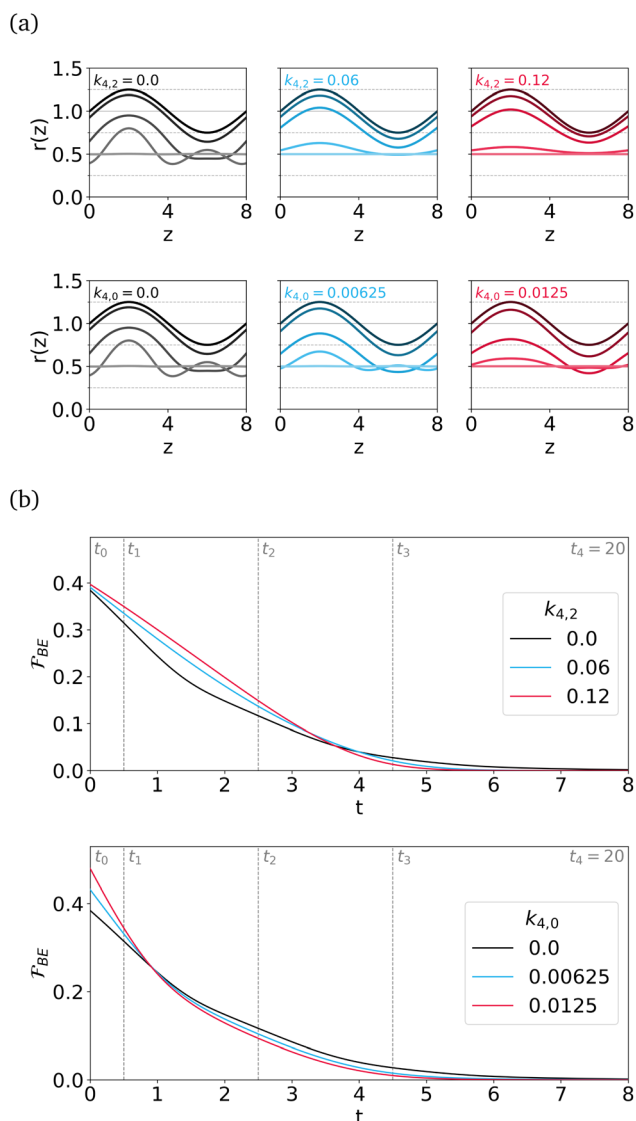 (a)
k4,2 = 0.0
k4,2 = 0.06
k4,2 = 0.12
r(z)
1.5
1.0
0.5
0.0
0 4 8
0 4 8
0 4 8
z z z
k4,0 = 0.0
k4,0 = 0.00625
k4,0 = 0.0125
r(z)
1.5
1.0
0.5
0.0
0 4 8
0 4 8
0 4 8
z z z
(b)
t0 t1 t2 t3 t4 = 20
0.4
0.3
0.2
0.1
0.0
ℱBE
k4,2
0.0
0.06
0.12
0 1 2 3 4 5 6 7 8
t
t0 t1 t2 t3 t4 = 20
0.4
0.2
0.0
ℱBE
k4,0
0.0
0.00625
0.0125
0 1 2 3 4 5 6 7 8
t